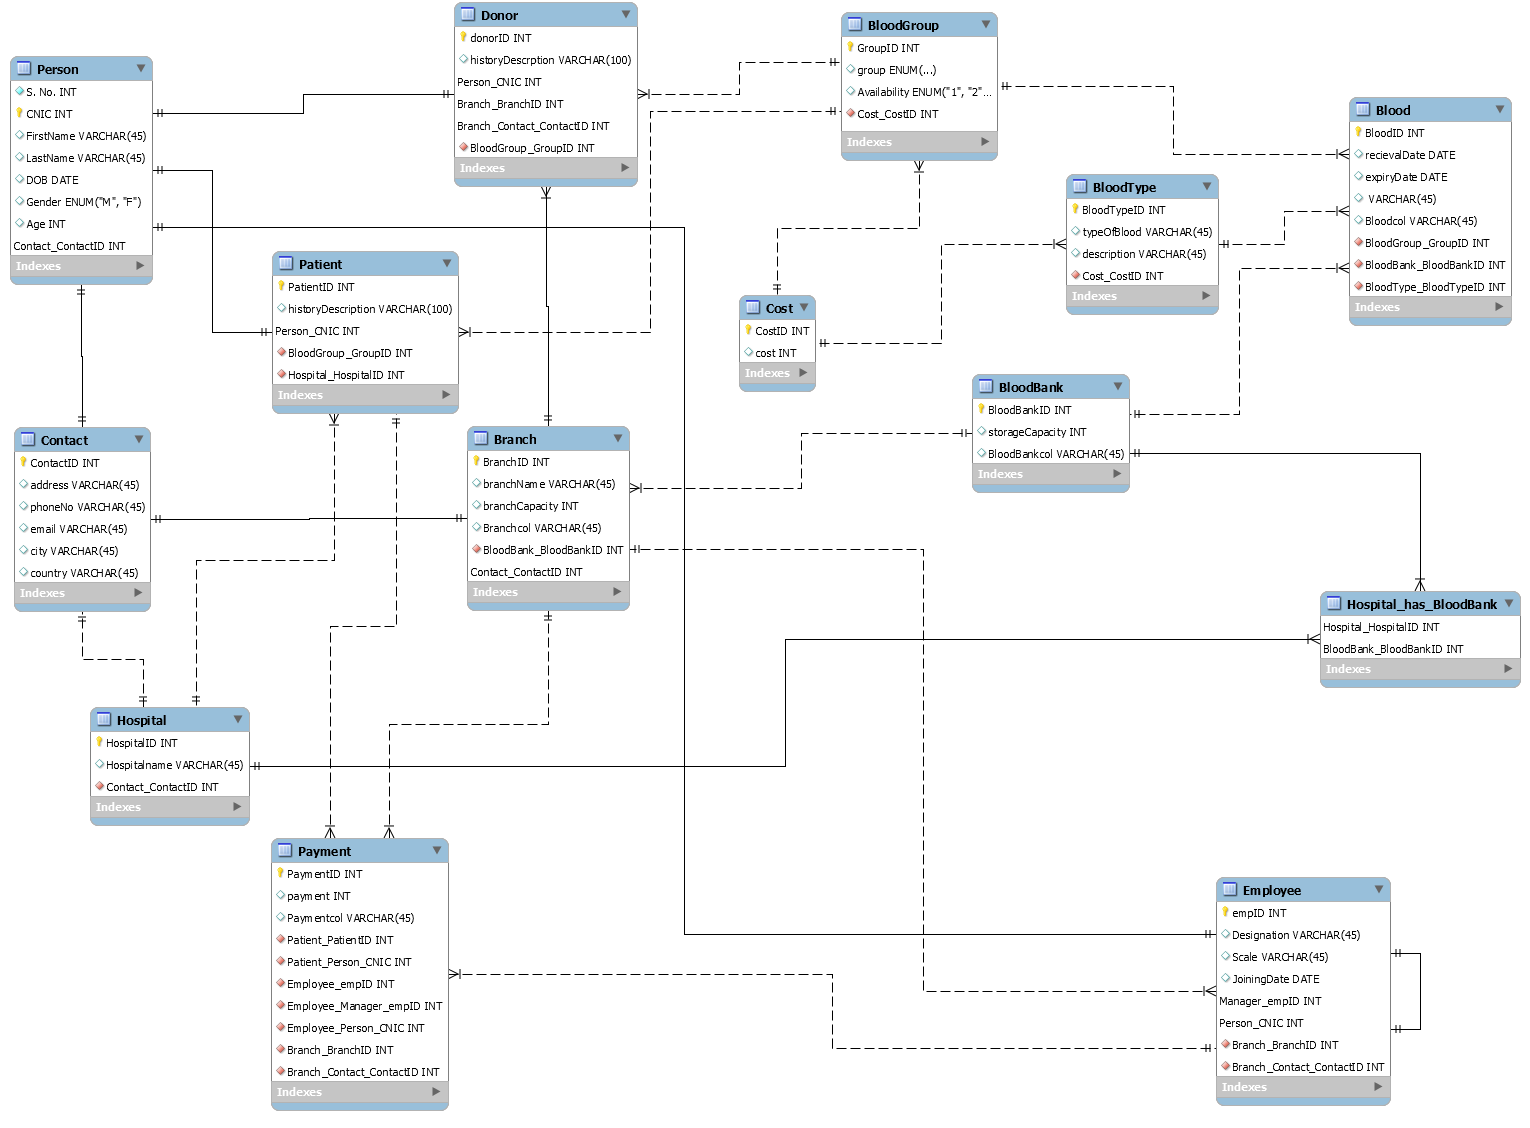 Person
S. No. INT
CNIC INT
FirstName VARCHAR(45)
LastName VARCHAR(45)
DOB DATE
Gender ENUM("M", "F")
Age INT
Contact_ContactID INT
Indexes
Donor
donorID INT
historyDescrption VARCHAR(100)
Person_CNIC INT
Branch_BranchID INT
Branch_Contact_ContactID INT
BloodGroup_GroupID INT
Indexes
BloodGroup
GroupID INT
group ENUM(...)
Availability ENUM("1", "2"...
Cost_CostID INT
Indexes
Blood
BloodID INT
recievalDate DATE
expiryDate DATE
VARCHAR(45)
Bloodcol VARCHAR(45)
BloodGroup_GroupID INT
BloodBank_BloodBankID INT
BloodType_BloodTypeID INT
Indexes
BloodType
BloodTypeID INT
typeOfBlood VARCHAR(45)
description VARCHAR(45)
Cost_CostID INT
Indexes
Patient
PatientID INT
historyDescription VARCHAR(100)
Person_CNIC INT
BloodGroup_GroupID INT
Hospital_HospitalID INT
Indexes
Cost
CostID INT
cost INT
Indexes
BloodBank
BloodBankID INT
storageCapacity INT
BloodBankcol VARCHAR(45)
Indexes
Contact
ContactID INT
address VARCHAR(45)
phoneNo VARCHAR(45)
email VARCHAR(45)
city VARCHAR(45)
country VARCHAR(45)
Indexes
Branch
BranchID INT
branchName VARCHAR(45)
branchCapacity INT
Branchcol VARCHAR(45)
BloodBank_BloodBankID INT
Contact_ContactID INT
Indexes
Hospital_has_BloodBank
Hospital_HospitalID INT
BloodBank_BloodBankID INT
Indexes
Hospital
HospitalID INT
Hospitalname VARCHAR(45)
Contact_ContactID INT
Indexes
Payment
PaymentID INT
payment INT
Paymentcol VARCHAR(45)
Patient_PatientID INT
Patient_Person_CNIC INT
Employee_empID INT
Employee_Manager_empID INT
Employee_Person_CNIC INT
Branch_BranchID INT
Branch_Contact_ContactID INT
Indexes
Employee
empID INT
Designation VARCHAR(45)
Scale VARCHAR(45)
JoiningDate DATE
Manager_empID INT
Person_CNIC INT
Branch_BranchID INT
Branch_Contact_ContactID INT
Indexes